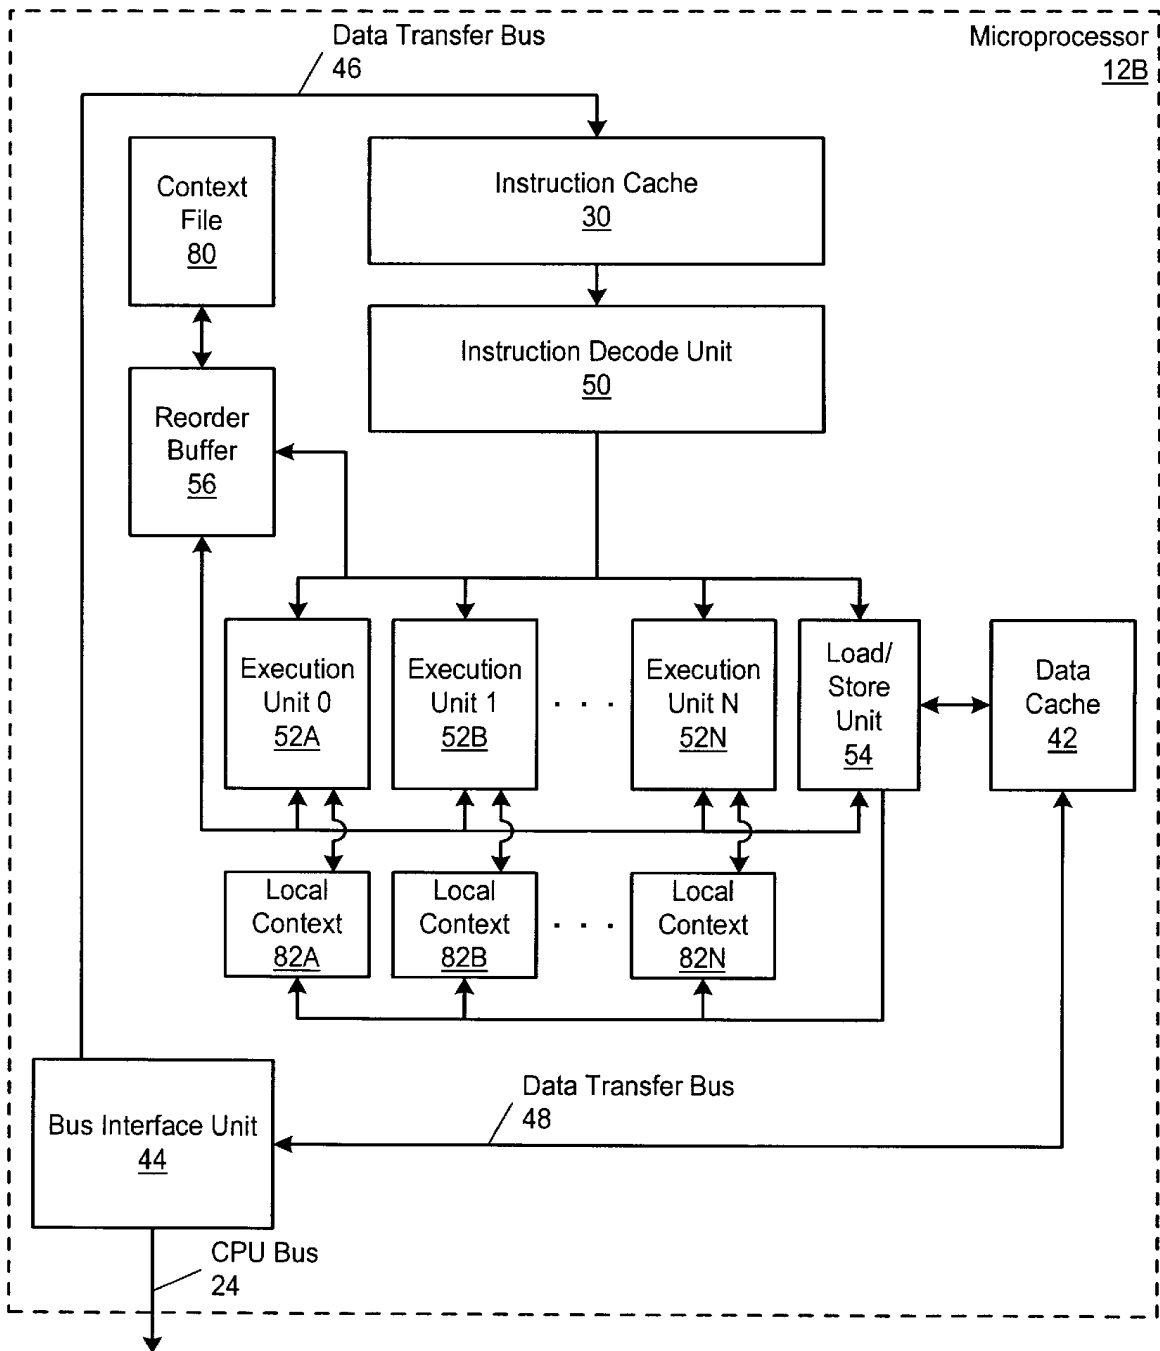 Data Transfer Bus
46
Microprocessor
12B
Context
File
80
Instruction Cache
30
Instruction Decode Unit
50
Reorder
Buffer
56
Execution
Unit 0
52A
Execution
Unit 1
52B
. . .
Execution
Unit N
52N
Load/
Store
Unit
54
Data
Cache
42
Local
Context
82A
Local
Context
82B
. . .
Local
Context
82N
Bus Interface Unit
44
Data Transfer Bus
48
CPU Bus
24